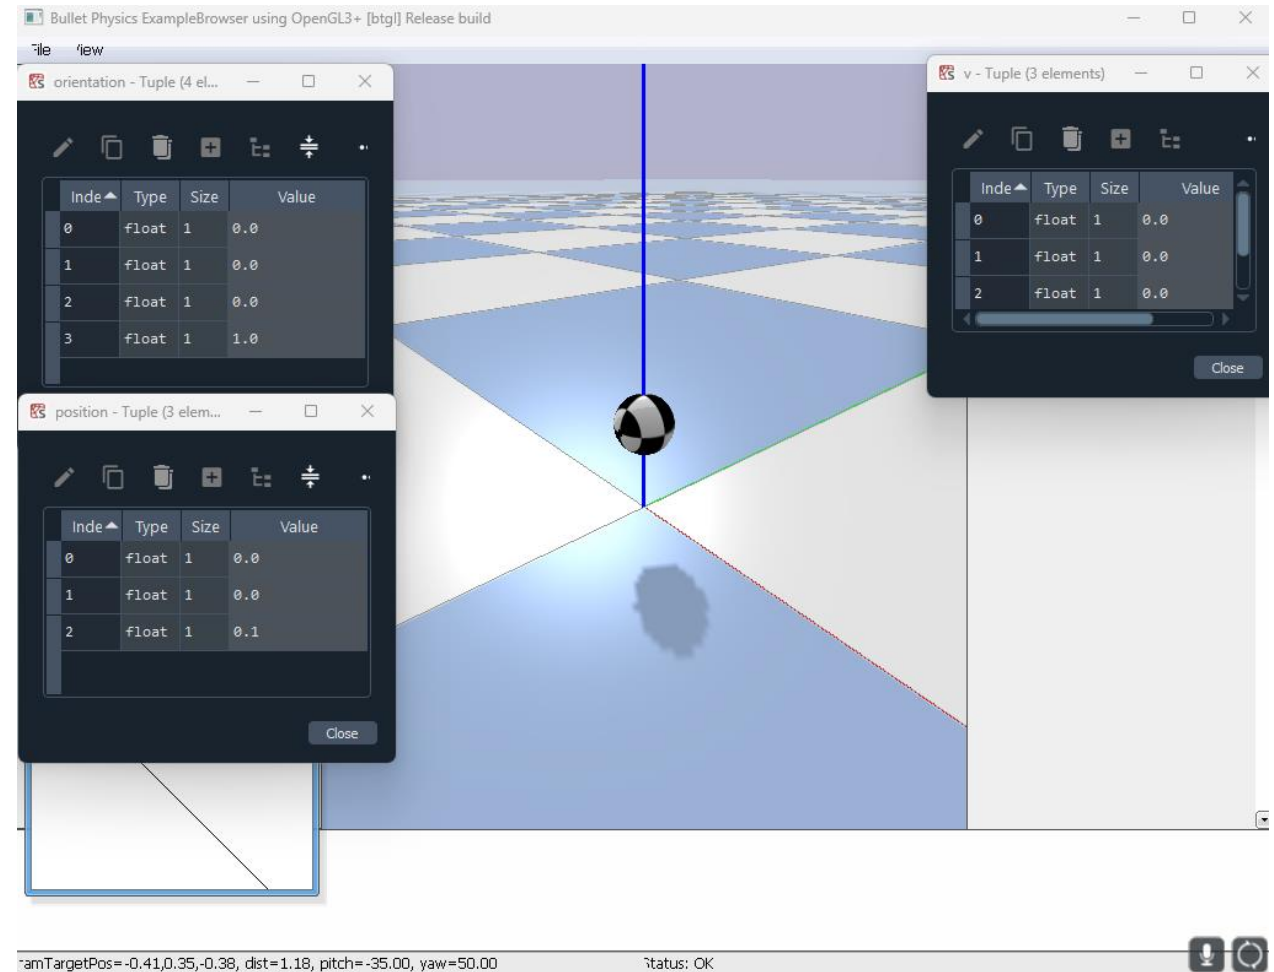 Bullet Physics ExampleBrowser using OpenGL3+ [btgl] Release build
File View
orientation - Tuple (4 el...
Inde Type Size Value
0 float 1 0.0
1 float 1 0.0
2 float 1 0.0
3 float 1 1.0
position - Tuple (3 elem...
Inde Type Size Value
0 float 1 0.0
1 float 1 0.0
2 float 1 0.1
Close
v - Tuple (3 elements)
Inde Type Size Value
0 float 1 0.0
1 float 1 0.0
2 float 1 0.0
Close
amTargetPos=-0.41,0.35,-0.38, dist=1.18, pitch=-35.00, yaw=50.00
Status: OK